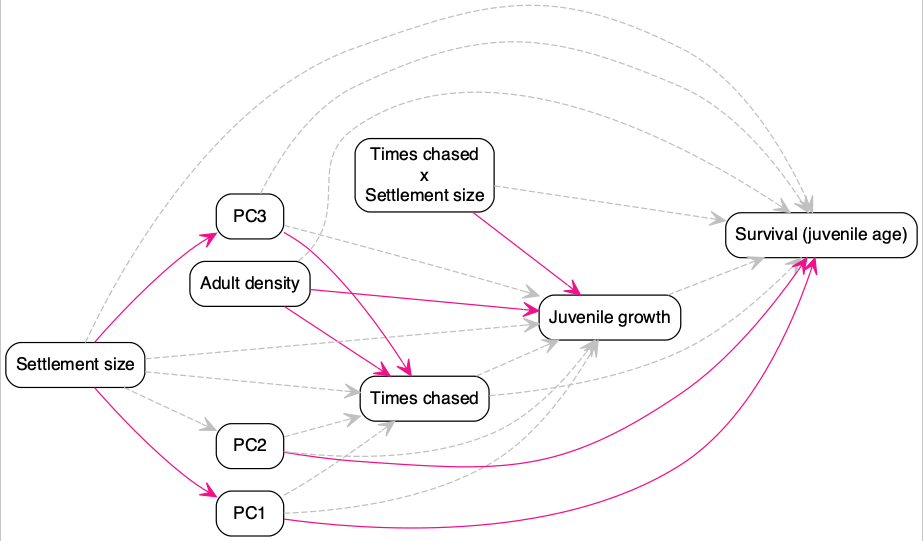 Times chased
x
Settlement size
PC3
Survival (juvenile age)
Adult density
Juvenile growth
Settlement size
Times chased
PC2
PC1